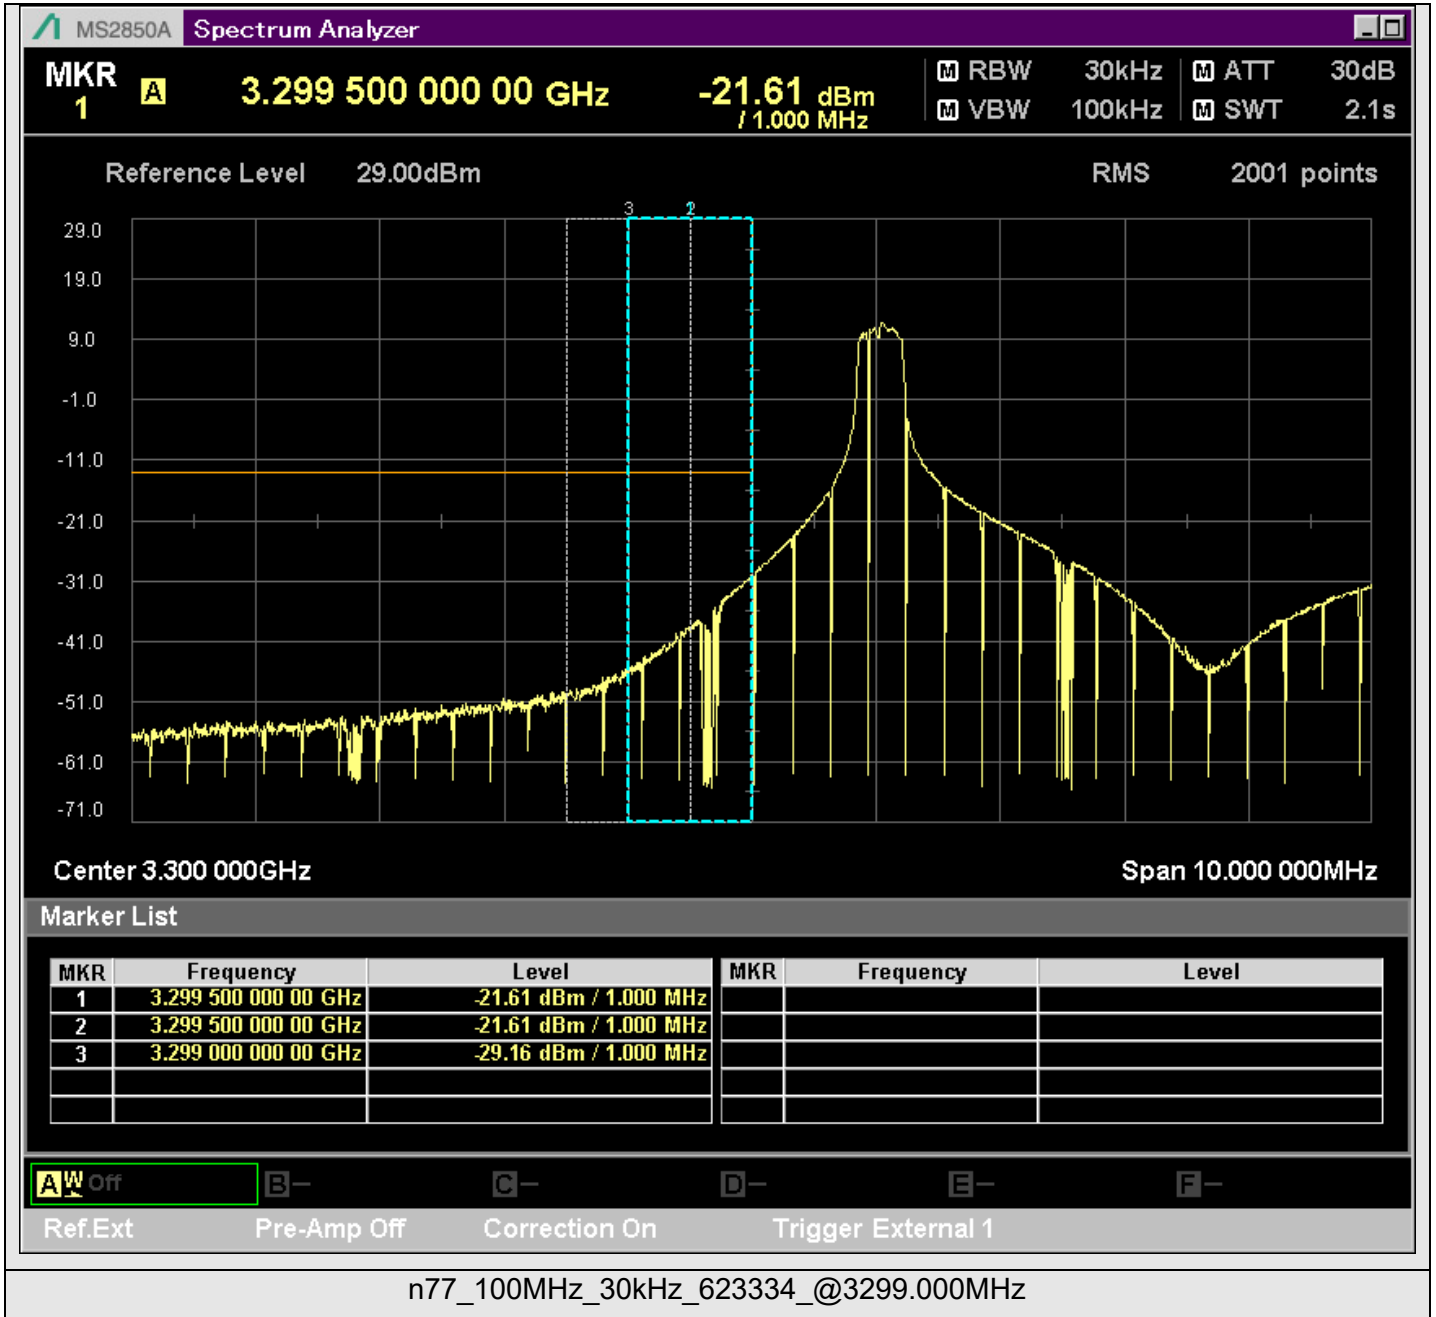 MS2850A Spectrum Analyzer
MKR 1 A 3.299 500 000 00 GHz -21.61 dBm / 1.000 MHz
M RBW 30kHz M ATT 30dB
M VBW 100kHz M SWT 2.1s
Reference Level 29.00dBm RMS 2001 points
3 2
29.0
19.0
9.0
-1.0
-11.0
-21.0
-31.0
-41.0
-51.0
-61.0
-71.0
Center 3.300 000GHz Span 10.000 000MHz
Marker List
MKR Frequency Level MKR Frequency Level
1 3.299 500 000 00 GHz -21.61 dBm / 1.000 MHz
2 3.299 500 000 00 GHz -21.61 dBm / 1.000 MHz
3 3.299 000 000 00 GHz -29.16 dBm / 1.000 MHz
A W Off B- C- D- E- F-
Ref.Ext Pre-Amp Off Correction On Trigger External 1
n77_100MHz_30kHz_623334_@3299.000MHz